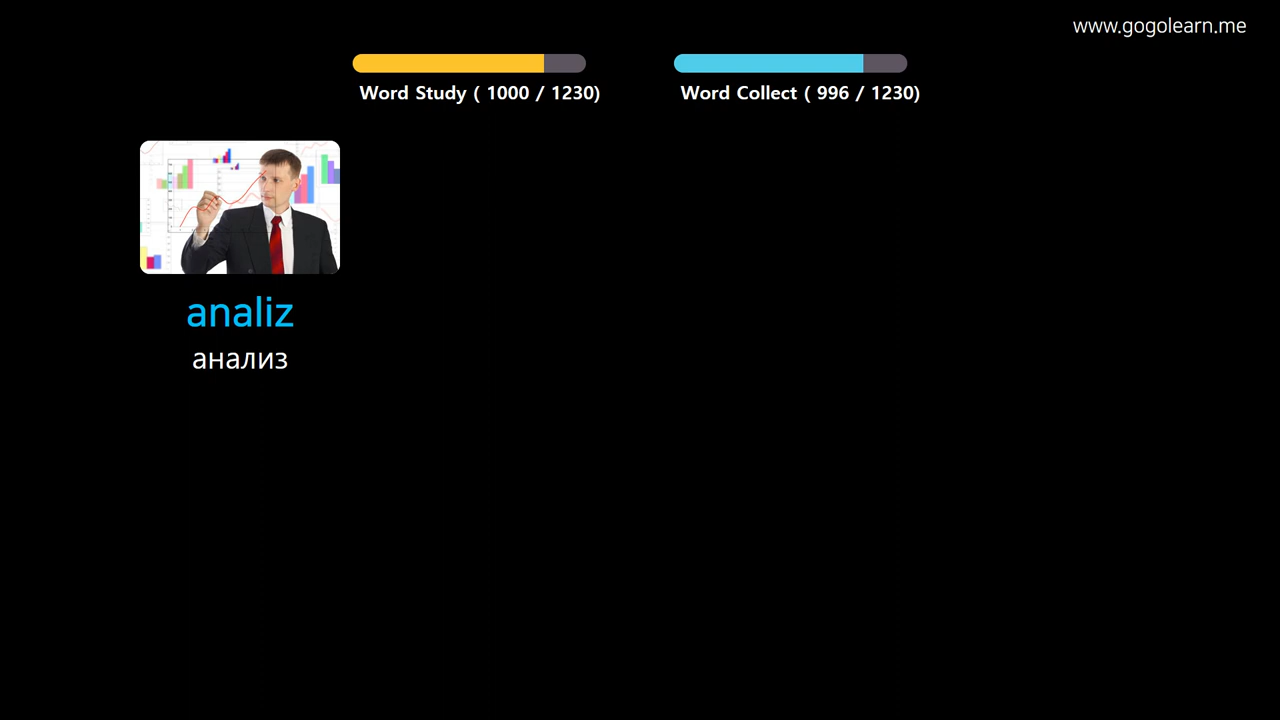 www.gogolearn.me
Word Study ( 1000 / 1230)
Word Collect ( 996 / 1230)
analiz
анализ